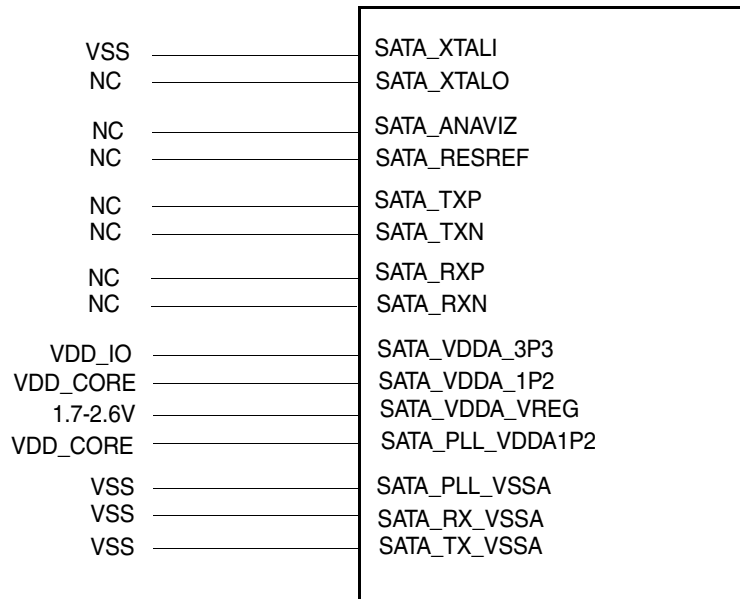 VSS SATA_XTALI
NC SATA_XTALO
NC SATA_ANAVIZ
NC SATA_RESREF
NC SATA_TXP
NC SATA_TXN
NC SATA_RXP
NC SATA_RXN
VDD_IO SATA_VDDA_3P3
VDD_CORE SATA_VDDA_1P2
1.7-2.6V SATA_VDDA_VREG
VDD_CORE SATA_PLL_VDDA1P2
VSS SATA_PLL_VSSA
VSS SATA_RX_VSSA
VSS SATA_TX_VSSA